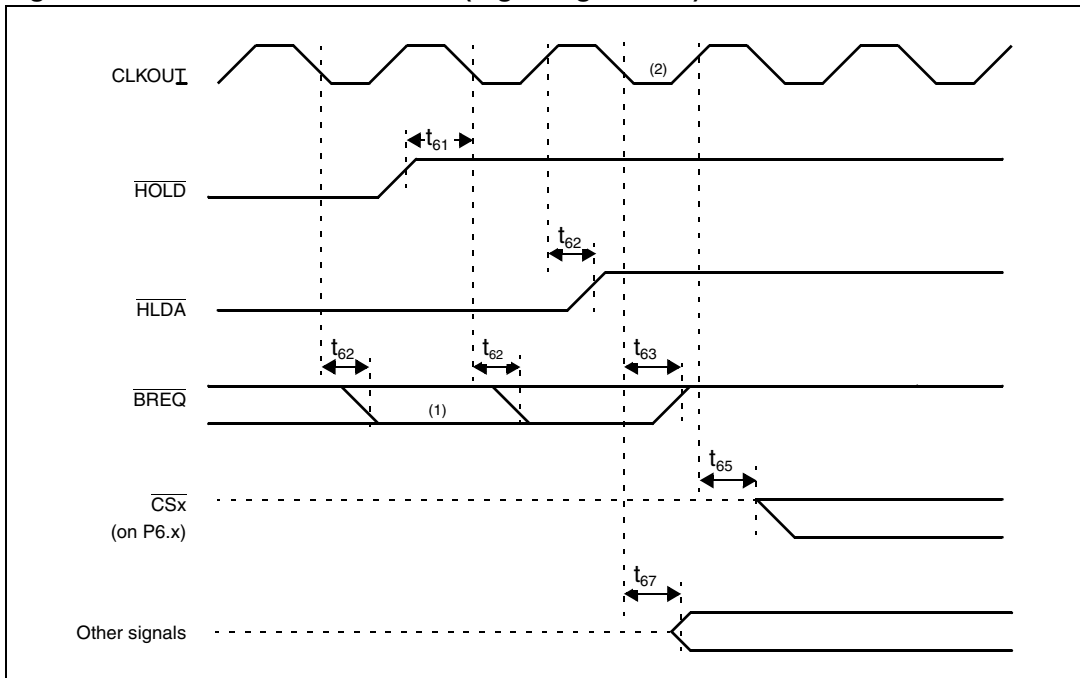 CLKOUT
(2)
t61
HOLD
t62
HLDA
t62
t62
t63
BREQ
(1)
t65
CSx
(on P6.x)
t67
Other signals